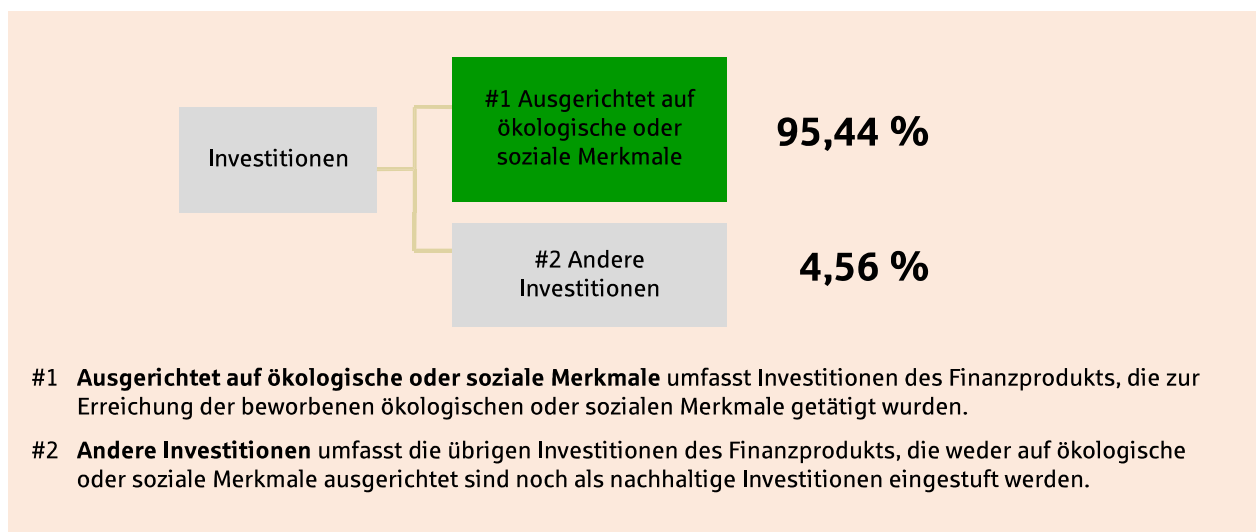 #1 Ausgerichtet auf
ökologische oder
soziale Merkmale
95,44 %
Investitionen
#2 Andere
Investitionen
4,56 %
#1 Ausgerichtet auf ökologische oder soziale Merkmale umfasst Investitionen des Finanzprodukts, die zur
Erreichung der beworbenen ökologischen oder sozialen Merkmale getätigt wurden.
#2 Andere Investitionen umfasst die übrigen Investitionen des Finanzprodukts, die weder auf ökologische
oder soziale Merkmale ausgerichtet sind noch als nachhaltige Investitionen eingestuft werden.